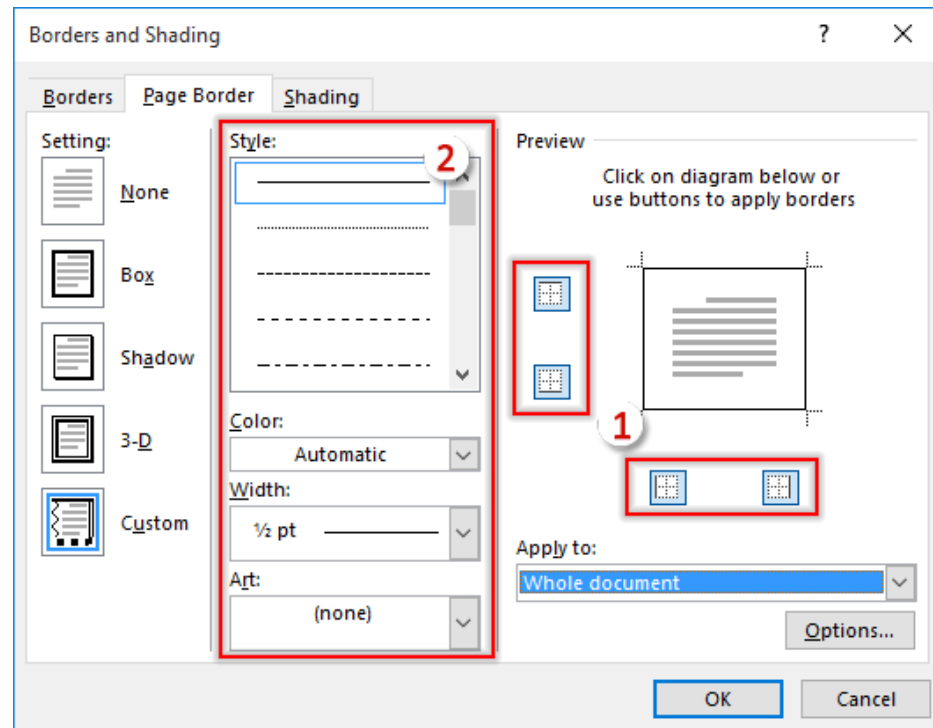 Borders and Shading
?
Borders
Page Border
Shading
Setting:
None
Box
Shadow
3-D
Custom
Style:
2
Color:
Automatic
Width:
½ pt
Art:
(none)
Preview
Click on diagram below or
use buttons to apply borders
1
Apply to:
Whole document
Options...
OK
Cancel